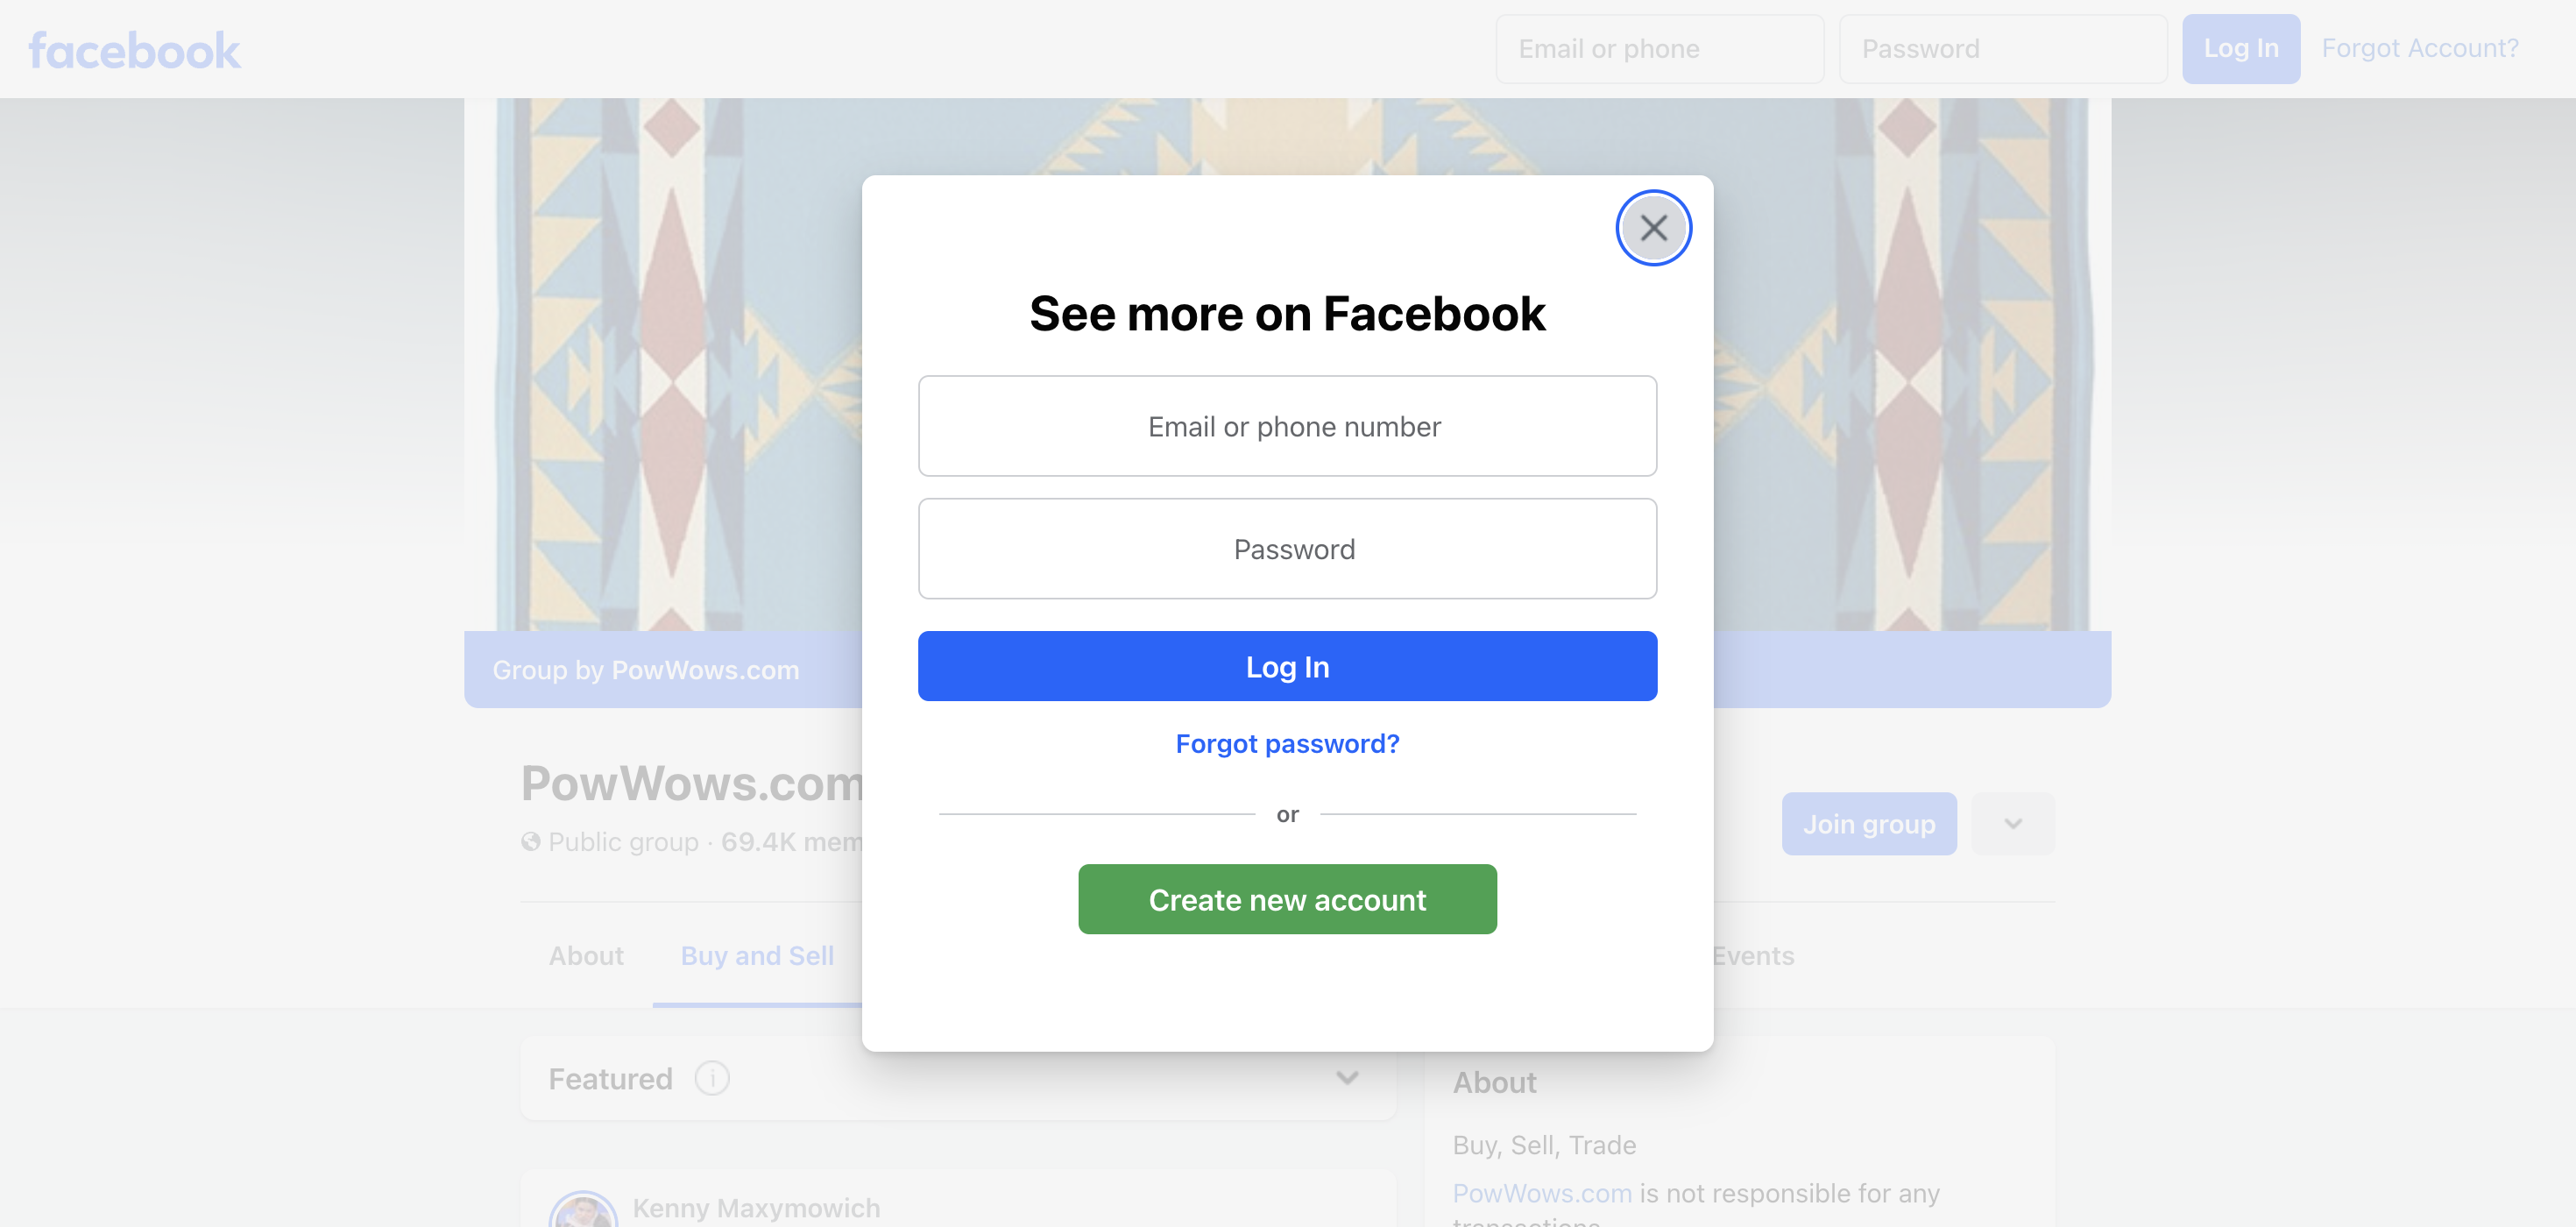 facebook
Email or phone
Password
Log In
Forgot Account?
See more on Facebook
Email or phone number
Password
Log In
Forgot password?
or
Create new account
Group by PowWows.com
PowWows.com
Public group · 69.4K mem
Join group
About
Buy and Sell
Events
Featured
Kenny Maxymowich
About
Buy, Sell, Trade
PowWows.com is not responsible for any
transactions